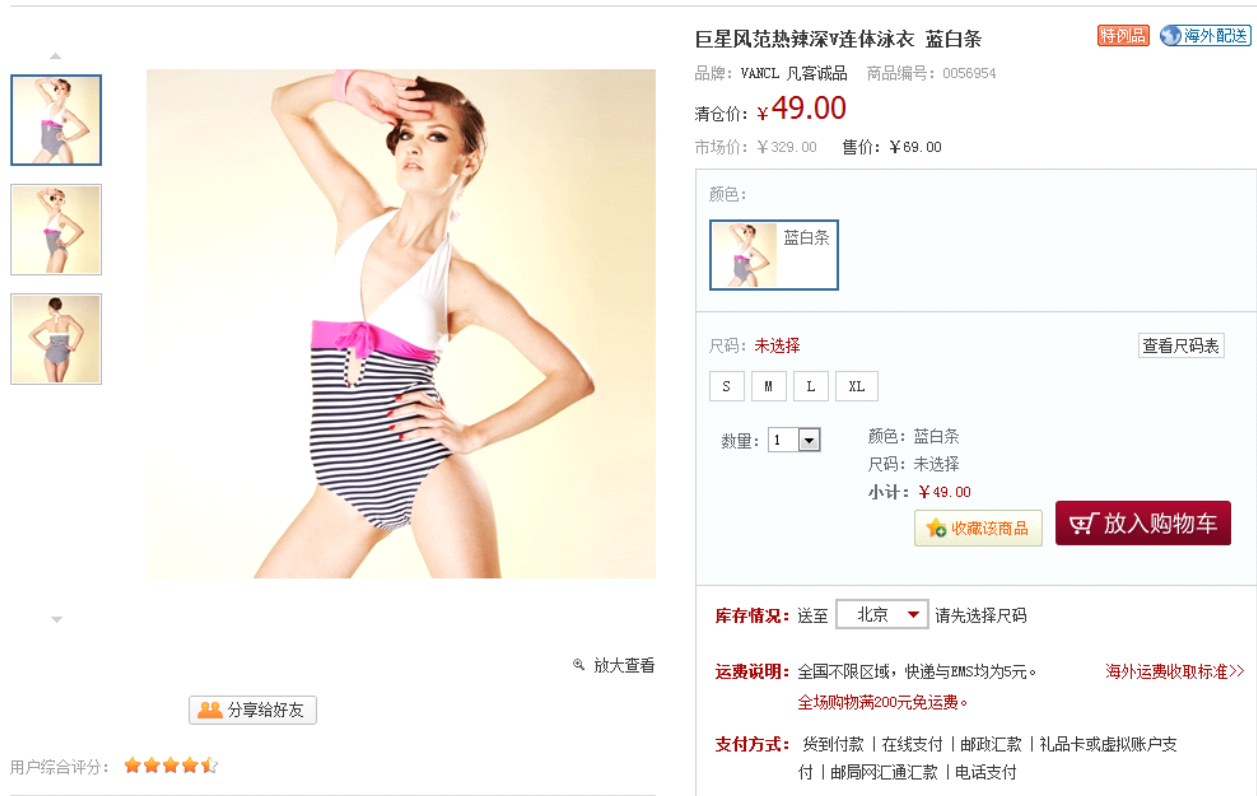 巨星风范热辣深V连体泳衣 蓝白条
特例品
海外配送
品牌：VANCL 凡客诚品 商品编号：0056954
清仓价：￥49.00
市场价：￥329.00 售价：￥69.00
颜色：
蓝白条
尺码：未选择
查看尺码表
S M L XL
数量：1
颜色：蓝白条
尺码：未选择
小计：￥49.00
收藏该商品
放入购物车
库存情况：送至 北京 请先选择尺码
运费说明：全国不限区域，快递与EMS均为5元。 海外运费收取标准>>
全场购物满200元免运费。
支付方式：货到付款 | 在线支付 | 邮政汇款 | 礼品卡或虚拟账户支
付 | 邮局网汇通汇款 | 电话支付
放大查看
分享给好友
用户综合评分：